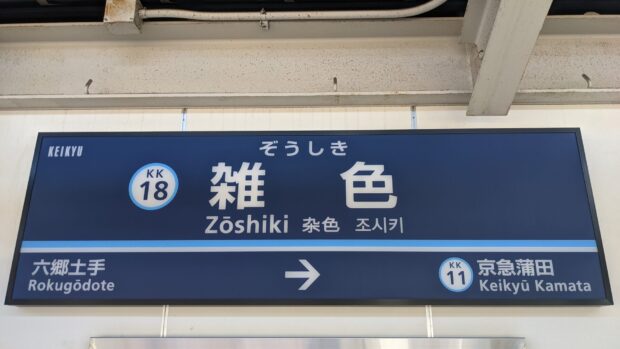 KEIKYU
ぞうしき
KK
18
雑色
Zōshiki 杂色 조시키
六郷土手
Rokugōdote
→
KK
11
京急蒲田
Keikyū Kamata